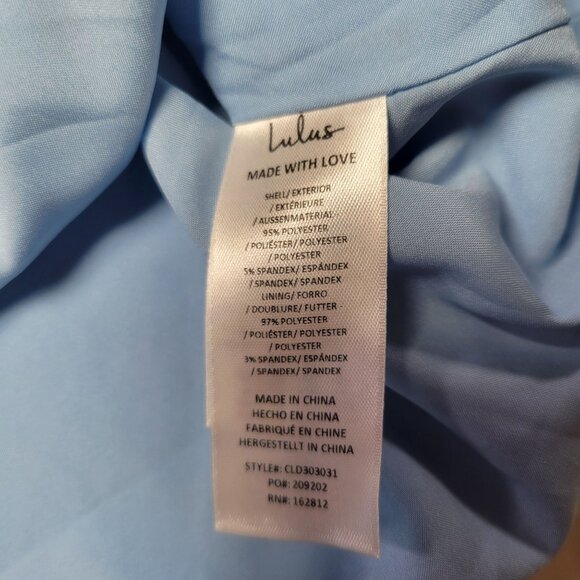 Lulus
MADE WITH LOVE
SHELL/ EXTERIOR
/ EXTÉRIEURE
/ AUSSENMATERIAL
95% POLYESTER
/ POLIÉSTER/ POLYESTER
/ POLYESTER
5% SPANDEX/ ESPÁNDEX
/ SPANDEX/ SPANDEX
LINING/ FORRO
/ DOUBLURE/ FUTTER
97% POLYESTER
/ POLIÉSTER/ POLYESTER
/ POLYESTER
3% SPANDEX/ ESPÁNDEX
/ SPANDEX/ SPANDEX
MADE IN CHINA
HECHO EN CHINA
FABRIQUÉ EN CHINE
HERGESTELLT IN CHINA
STYLE#: CLD303031
PO#: 209202
RN#: 162812